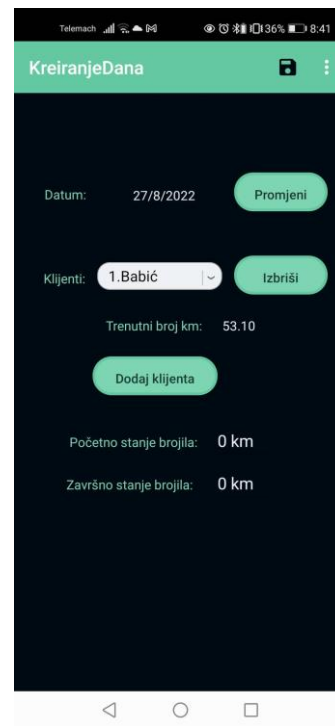 Telemach 36% 8:41
KreiranjeDana
Datum: 27/8/2022 Promjeni
Klijenti: 1.Babić Izbriši
Trenutni broj km: 53.10
Dodaj klijenta
Početno stanje brojila: 0 km
Završno stanje brojila: 0 km